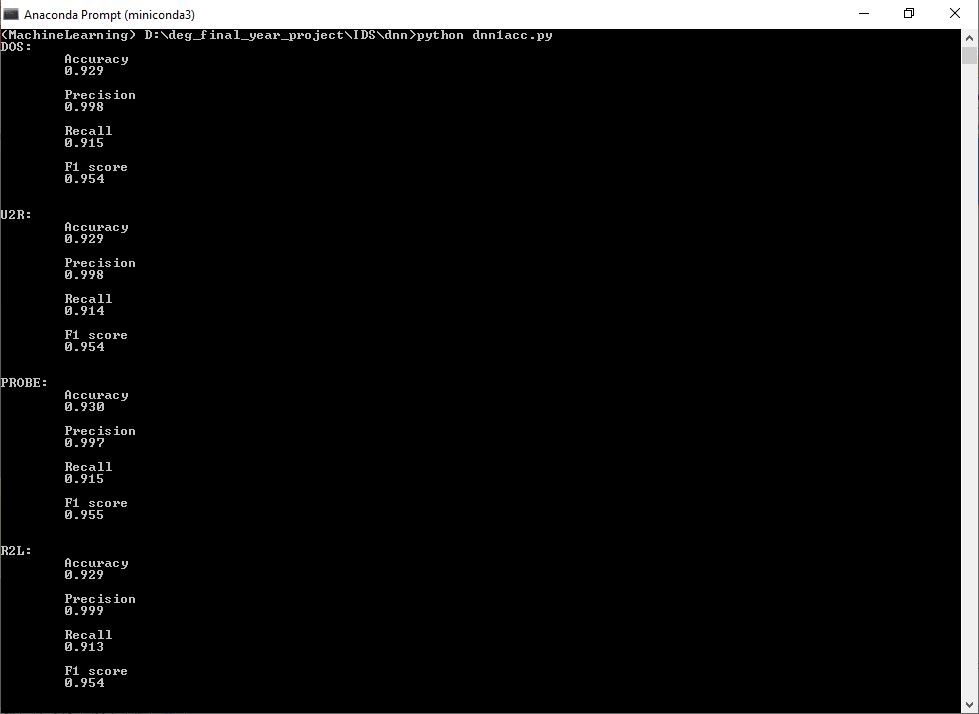 Anaconda Prompt (miniconda3)
(MachineLearning) D:\deg_final_year_project\IDS\dnn>python dnn1acc.py
DOS:
Accuracy
0.929
Precision
0.998
Recall
0.915
F1 score
0.954
U2R:
Accuracy
0.929
Precision
0.998
Recall
0.914
F1 score
0.954
PROBE:
Accuracy
0.930
Precision
0.997
Recall
0.915
F1 score
0.955
R2L:
Accuracy
0.929
Precision
0.999
Recall
0.913
F1 score
0.954